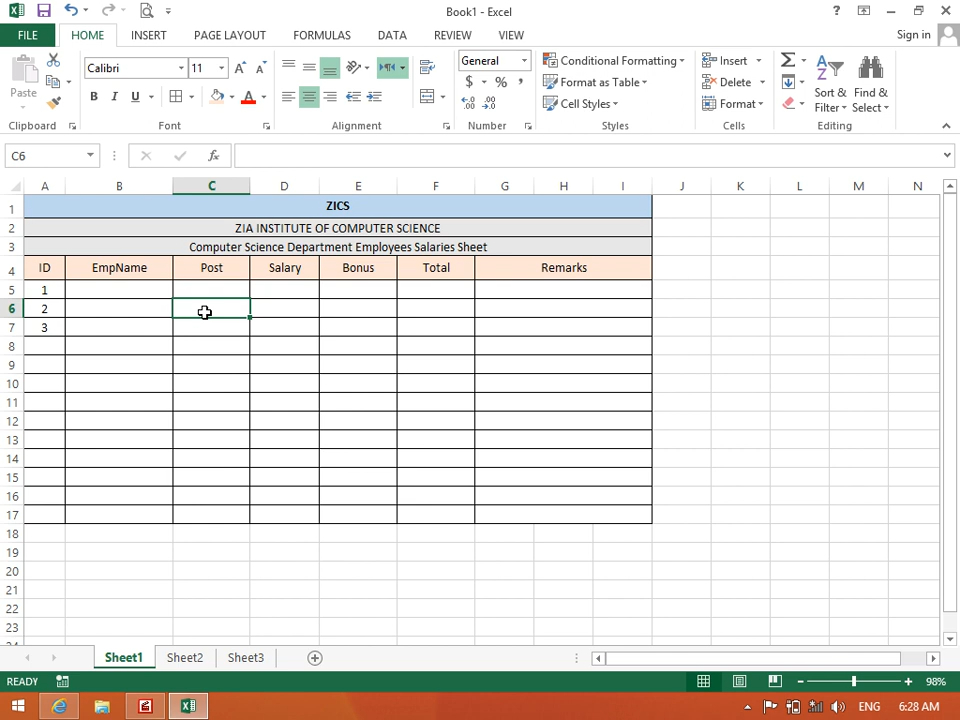 Book1 - Excel
?
FILE HOME INSERT PAGE LAYOUT FORMULAS DATA REVIEW VIEW Sign in
Paste
Calibri 11
B I U
General
$ % ,
Conditional Formatting
Format as Table
Cell Styles
Insert
Delete
Format
Sort & Filter
Find & Select
Clipboard Font Alignment Number Styles Cells Editing
C6 fx
A B C D E F G H I J K L M N
1 ZICS
2 ZIA INSTITUTE OF COMPUTER SCIENCE
3 Computer Science Department Employees Salaries Sheet
4 ID EmpName Post Salary Bonus Total Remarks
5 1
6 2
7 3
8
9
10
11
12
13
14
15
16
17
18
19
20
21
22
23
Sheet1 Sheet2 Sheet3
READY 98%
ENG 6:28 AM